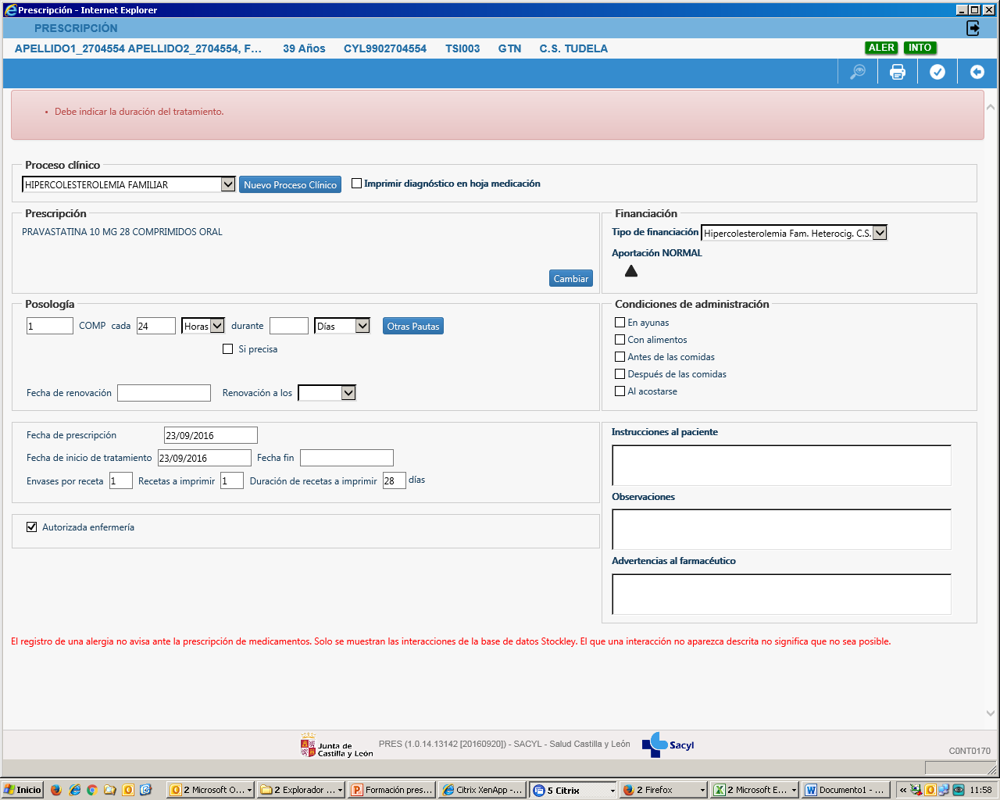 Prescripción - Internet Explorer
PRESCRIPCIÓN
APELLIDO1_2704554 APELLIDO2_2704554, F... 39 Años CYL9902704554 TSI003 GTN C.S. TUDELA ALER INTO
• Debe indicar la duración del tratamiento.
Proceso clínico
HIPERCOLESTEROLEMIA FAMILIAR Nuevo Proceso Clínico Imprimir diagnóstico en hoja medicación
Prescripción
PRAVASTATINA 10 MG 28 COMPRIMIDOS ORAL
Cambiar
Financiación
Tipo de financiación Hipercolesterolemia Fam. Heterocig. C.S.
Aportación NORMAL
Posología
1 COMP cada 24 Horas durante Días Otras Pautas
Si precisa
Fecha de renovación Renovación a los
Condiciones de administración
En ayunas
Con alimentos
Antes de las comidas
Después de las comidas
Al acostarse
Fecha de prescripción 23/09/2016
Fecha de inicio de tratamiento 23/09/2016 Fecha fin
Envases por receta 1 Recetas a imprimir 1 Duración de recetas a imprimir 28 días
Autorizada enfermería
Instrucciones al paciente
Observaciones
Advertencias al farmacéutico
El registro de una alergia no avisa ante la prescripción de medicamentos. Solo se muestran las interacciones de la base de datos Stockley. El que una interacción no aparezca descrita no significa que no sea posible.
Junta de
Castilla y León
PRES (1.0.14.13142 [20160920]) - SACYL - Salud Castilla y León
Sacyl
C0NT0170
Inicio 2 Microsoft O... 2 Explorador ... Formación pres... Citrix XenApp -... 5 Citrix 2 Firefox 2 Microsoft E... Documento1 - ... « 11:58